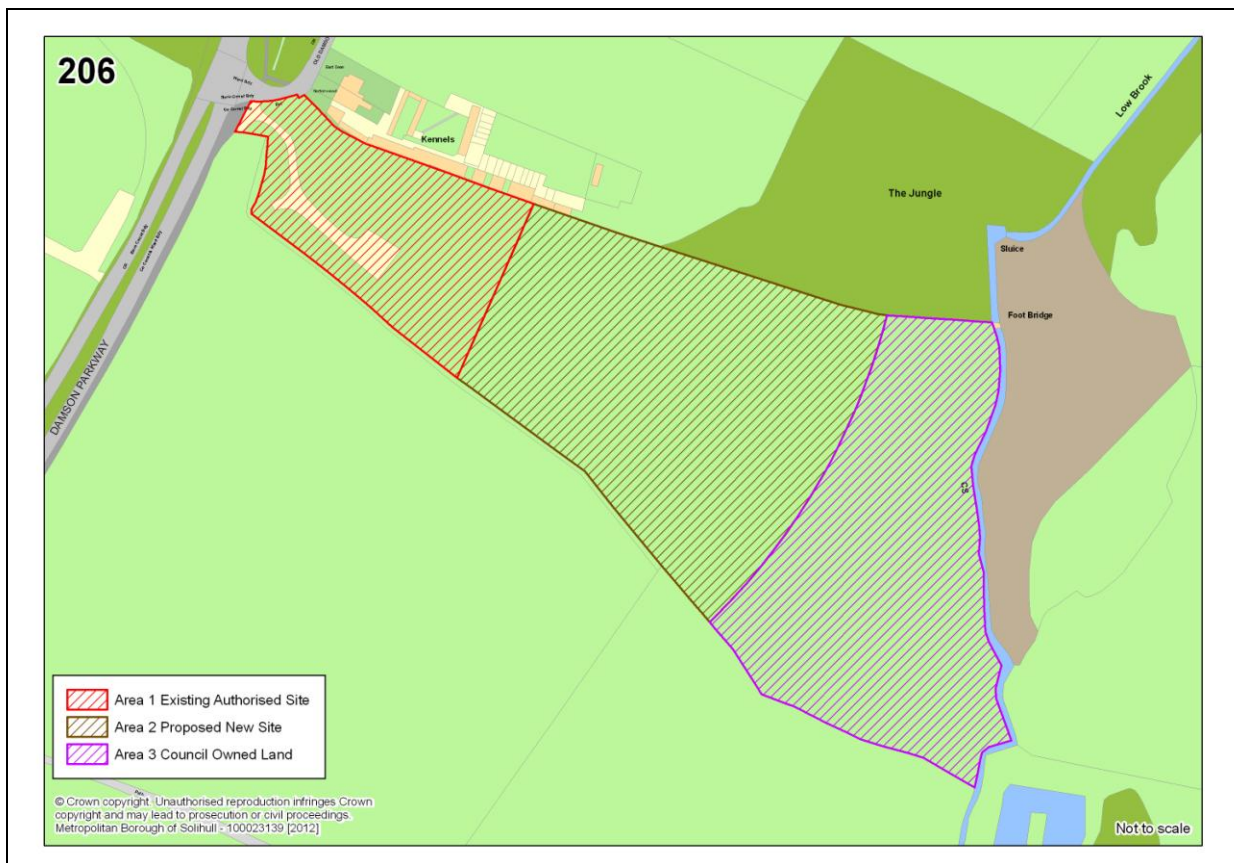 206
Kennels
The Jungle
Low Brook
Sluice
Foot Bridge
CS
DAMSON PARKWAY
Area 1 Existing Authorised Site
Area 2 Proposed New Site
Area 3 Council Owned Land
© Crown copyright Unauthorised reproduction infringes Crown
copyright and may lead to prosecution or civil proceedings.
Metropolitan Borough of Solihull - 100023139 [2012]
Not to scale